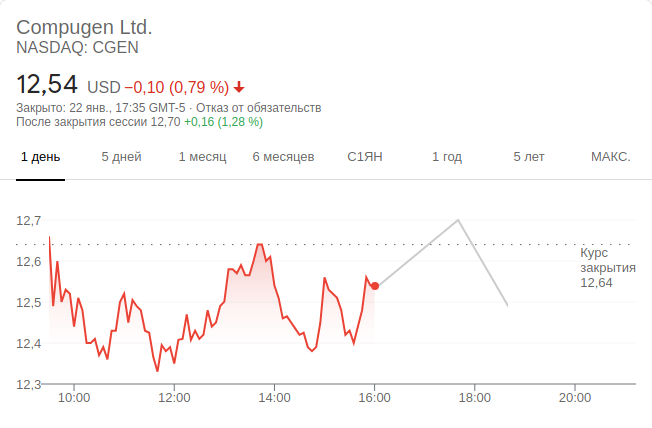 Compugen Ltd.
NASDAQ: CGEN
12,54 USD −0,10 (0,79 %)
Закрыто: 22 янв., 17:35 GMT-5 · Отказ от обязательств
После закрытия сессии 12,70 +0,16 (1,28 %)
1 день 5 дней 1 месяц 6 месяцев С1ЯН 1 год 5 лет МАКС.
12,7
12,6
12,5
12,4
12,3
Курс
закрытия
12,64
10:00 12:00 14:00 16:00 18:00 20:00